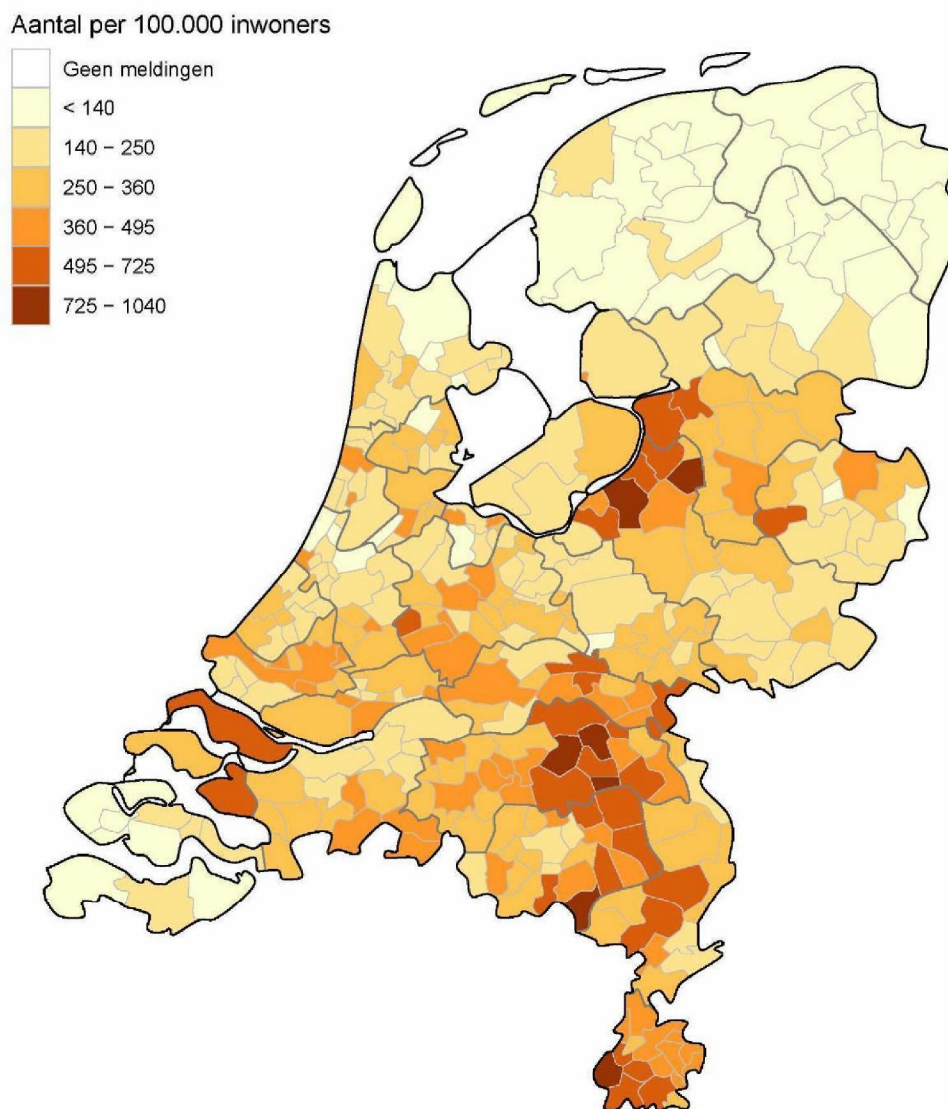 Aantal per 100.000 inwoners
Geen meldingen
< 140
140 – 250
250 – 360
360 – 495
495 – 725
725 – 1040